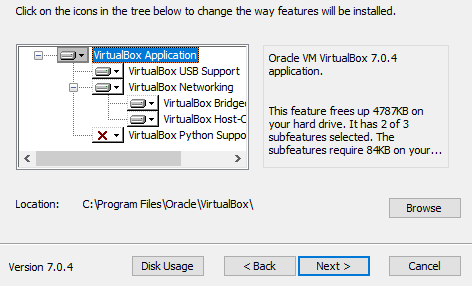 Click on the icons in the tree below to change the way features will be installed.
VirtualBox Application
VirtualBox USB Support
VirtualBox Networking
VirtualBox Bridge
VirtualBox Host-C
VirtualBox Python Suppo
Oracle VM VirtualBox 7.0.4
application.
This feature frees up 4787KB on
your hard drive. It has 2 of 3
subfeatures selected. The
subfeatures require 84KB on your...
Location: C:\Program Files\Oracle\VirtualBox\
Browse
Version 7.0.4
Disk Usage
< Back
Next >
Cancel